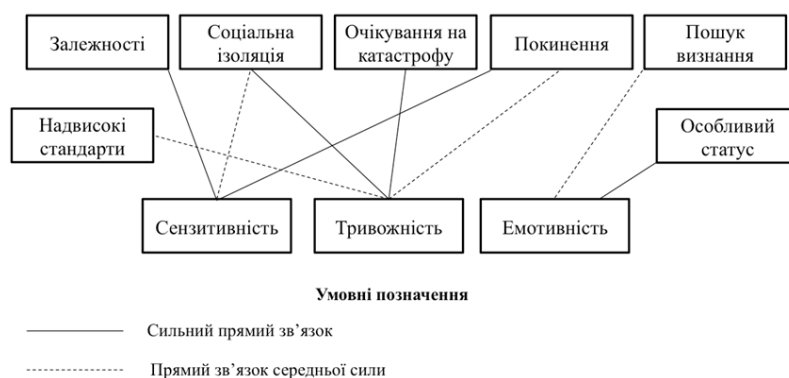 Залежності
Соціальна
ізоляція
Очікування на
катастрофу
Покинення
Пошук
визнання
Надвисокі
стандарти
Особливий
статус
Сензитивність
Тривожність
Емотивність
Умовні позначення
Сильний прямий зв’язок
Прямий зв’язок середньої сили